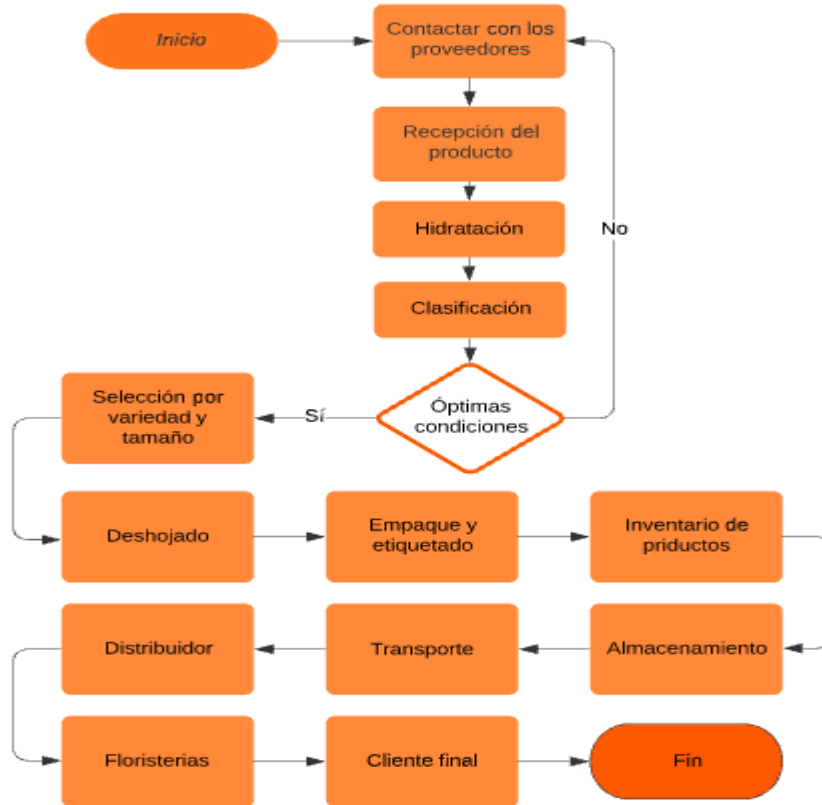 Inicio
Contactar con los
proveedores
Recepción del
producto
Hidratación
No
Clasificación
Óptimas
condiciones
Sí
Selección por
variedad y
tamaño
Deshojado
Empaque y
etiquetado
Inventario de
priductos
Almacenamiento
Transporte
Distribuidor
Floristerias
Cliente final
Fin